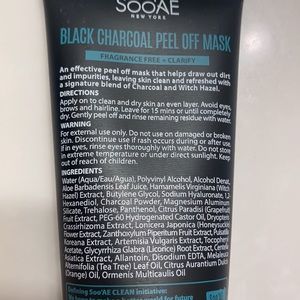 SOO'AE
NEW YORK
BLACK CHARCOAL PEEL OFF MASK
FRAGRANCE FREE + CLARIFY
An effective peel off mask that helps draw out dirt
and impurities, leaving skin clean and refreshed with
a signature blend of Charcoal and Witch Hazel.
DIRECTIONS
Apply on to clean and dry skin an even layer. Avoid eyes,
brows and hairline. Leave for 15 mins or until completely
dry. Gently peel off and rinse remaining residue with water.
WARNING
For external use only. Do not use on damaged or broken
skin. Discontinue use if rash occurs during or after use.
If in eyes, rinse eyes thoroughly with water. Do not store
in extreme temperature or under direct sunlight. Keep
out of reach of children.
INGREDIENTS
Water (Aqua/Eau/Agua), Polyvinyl Alcohol, Alcohol Denat,
Aloe Barbadensis Leaf Juice, Hamamelis Virginiana (Witch
Hazel) Extract, Butylene Glycol, Sodium Hyaluronate, 1,2-
Hexanediol, Charcoal Powder, Magnesium Aluminum
Silicate, Trehalose, Panthenol, Citrus Paradisi (Grapefruit)
Extract, PEG-60 Hydrogenated Castor Oil, Dryopteris
Crassirhizoma Extract, Lonicera Japonica (Honeysuckle)
Flower Extract, Zanthoxylum Piperitum Fruit Extract, Pulsatilla
Koreana Extract, Artemisia Vulgaris Extract, Tocopheryl
Acetate, Glycyrrhiza Glabra (Licorice) Root Extract, Centella
Asiatica Extract, Allantoin, Disodium EDTA, Melaleuca
Alternifolia (Tea Tree) Leaf Oil, Citrus Aurantium Dulcis
(Orange) Oil, Ormenis Multicaulis Oil
Defining Soo'AE CLEAN initiative: